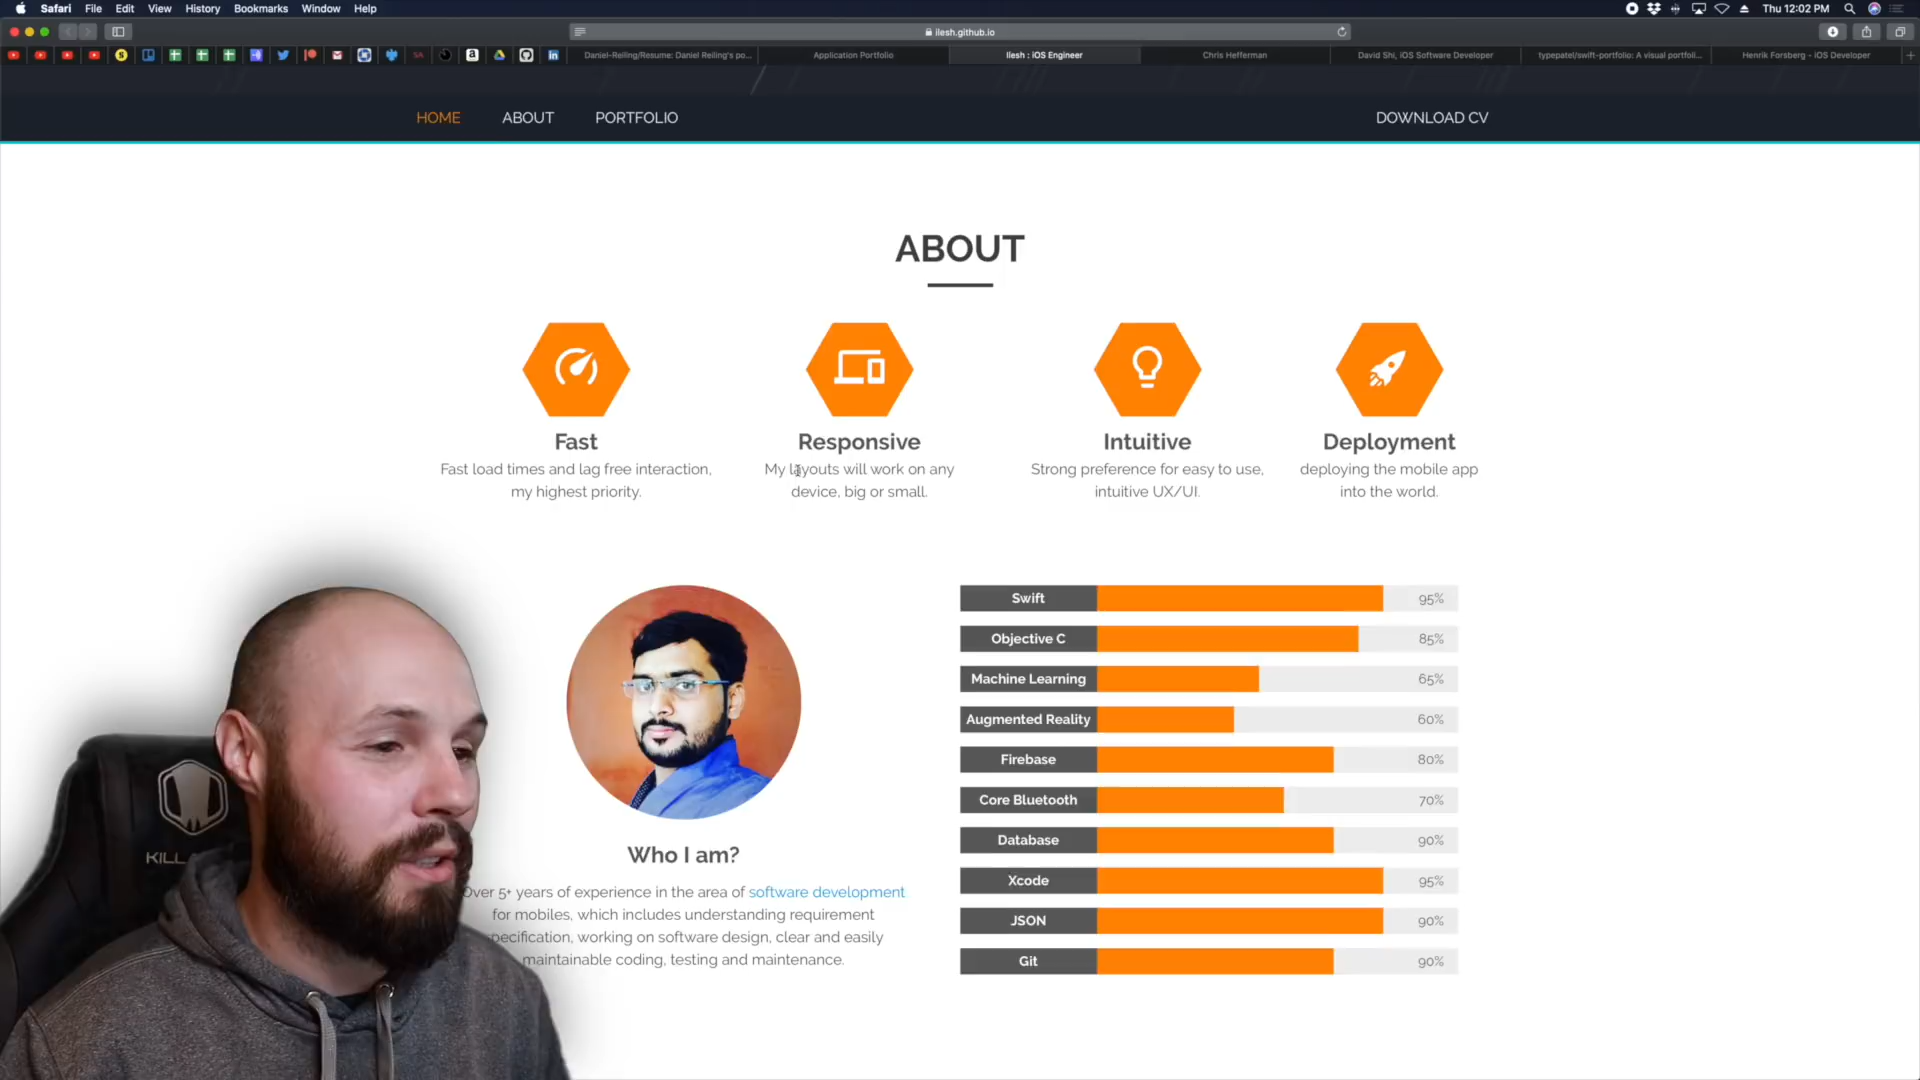 Safari File Edit View History Bookmarks Window Help
Thu 12:02 PM
ilesh.github.io
Daniel-Reiling/Resume: Daniel Reiling's po...
Application Portfolio
Ilesh : iOS Engineer
Chris Hefferman
David Shi, iOS Software Developer
typepatel/swift-portfolio: A visual portfoli...
Henrik Forsberg - iOS Developer
HOME ABOUT PORTFOLIO DOWNLOAD CV
ABOUT
Fast
Fast load times and lag free interaction,
my highest priority.
Responsive
My layouts will work on any
device, big or small.
Intuitive
Strong preference for easy to use,
intuitive UX/UI.
Deployment
deploying the mobile app
into the world.
Who I am?
Over 5+ years of experience in the area of software development
for mobiles, which includes understanding requirement
pecification, working on software design, clear and easily
maintainable coding, testing and maintenance.
Swift 95%
Objective C 85%
Machine Learning 65%
Augmented Reality 60%
Firebase 80%
Core Bluetooth 70%
Database 90%
Xcode 95%
JSON 90%
Git 90%
KILL